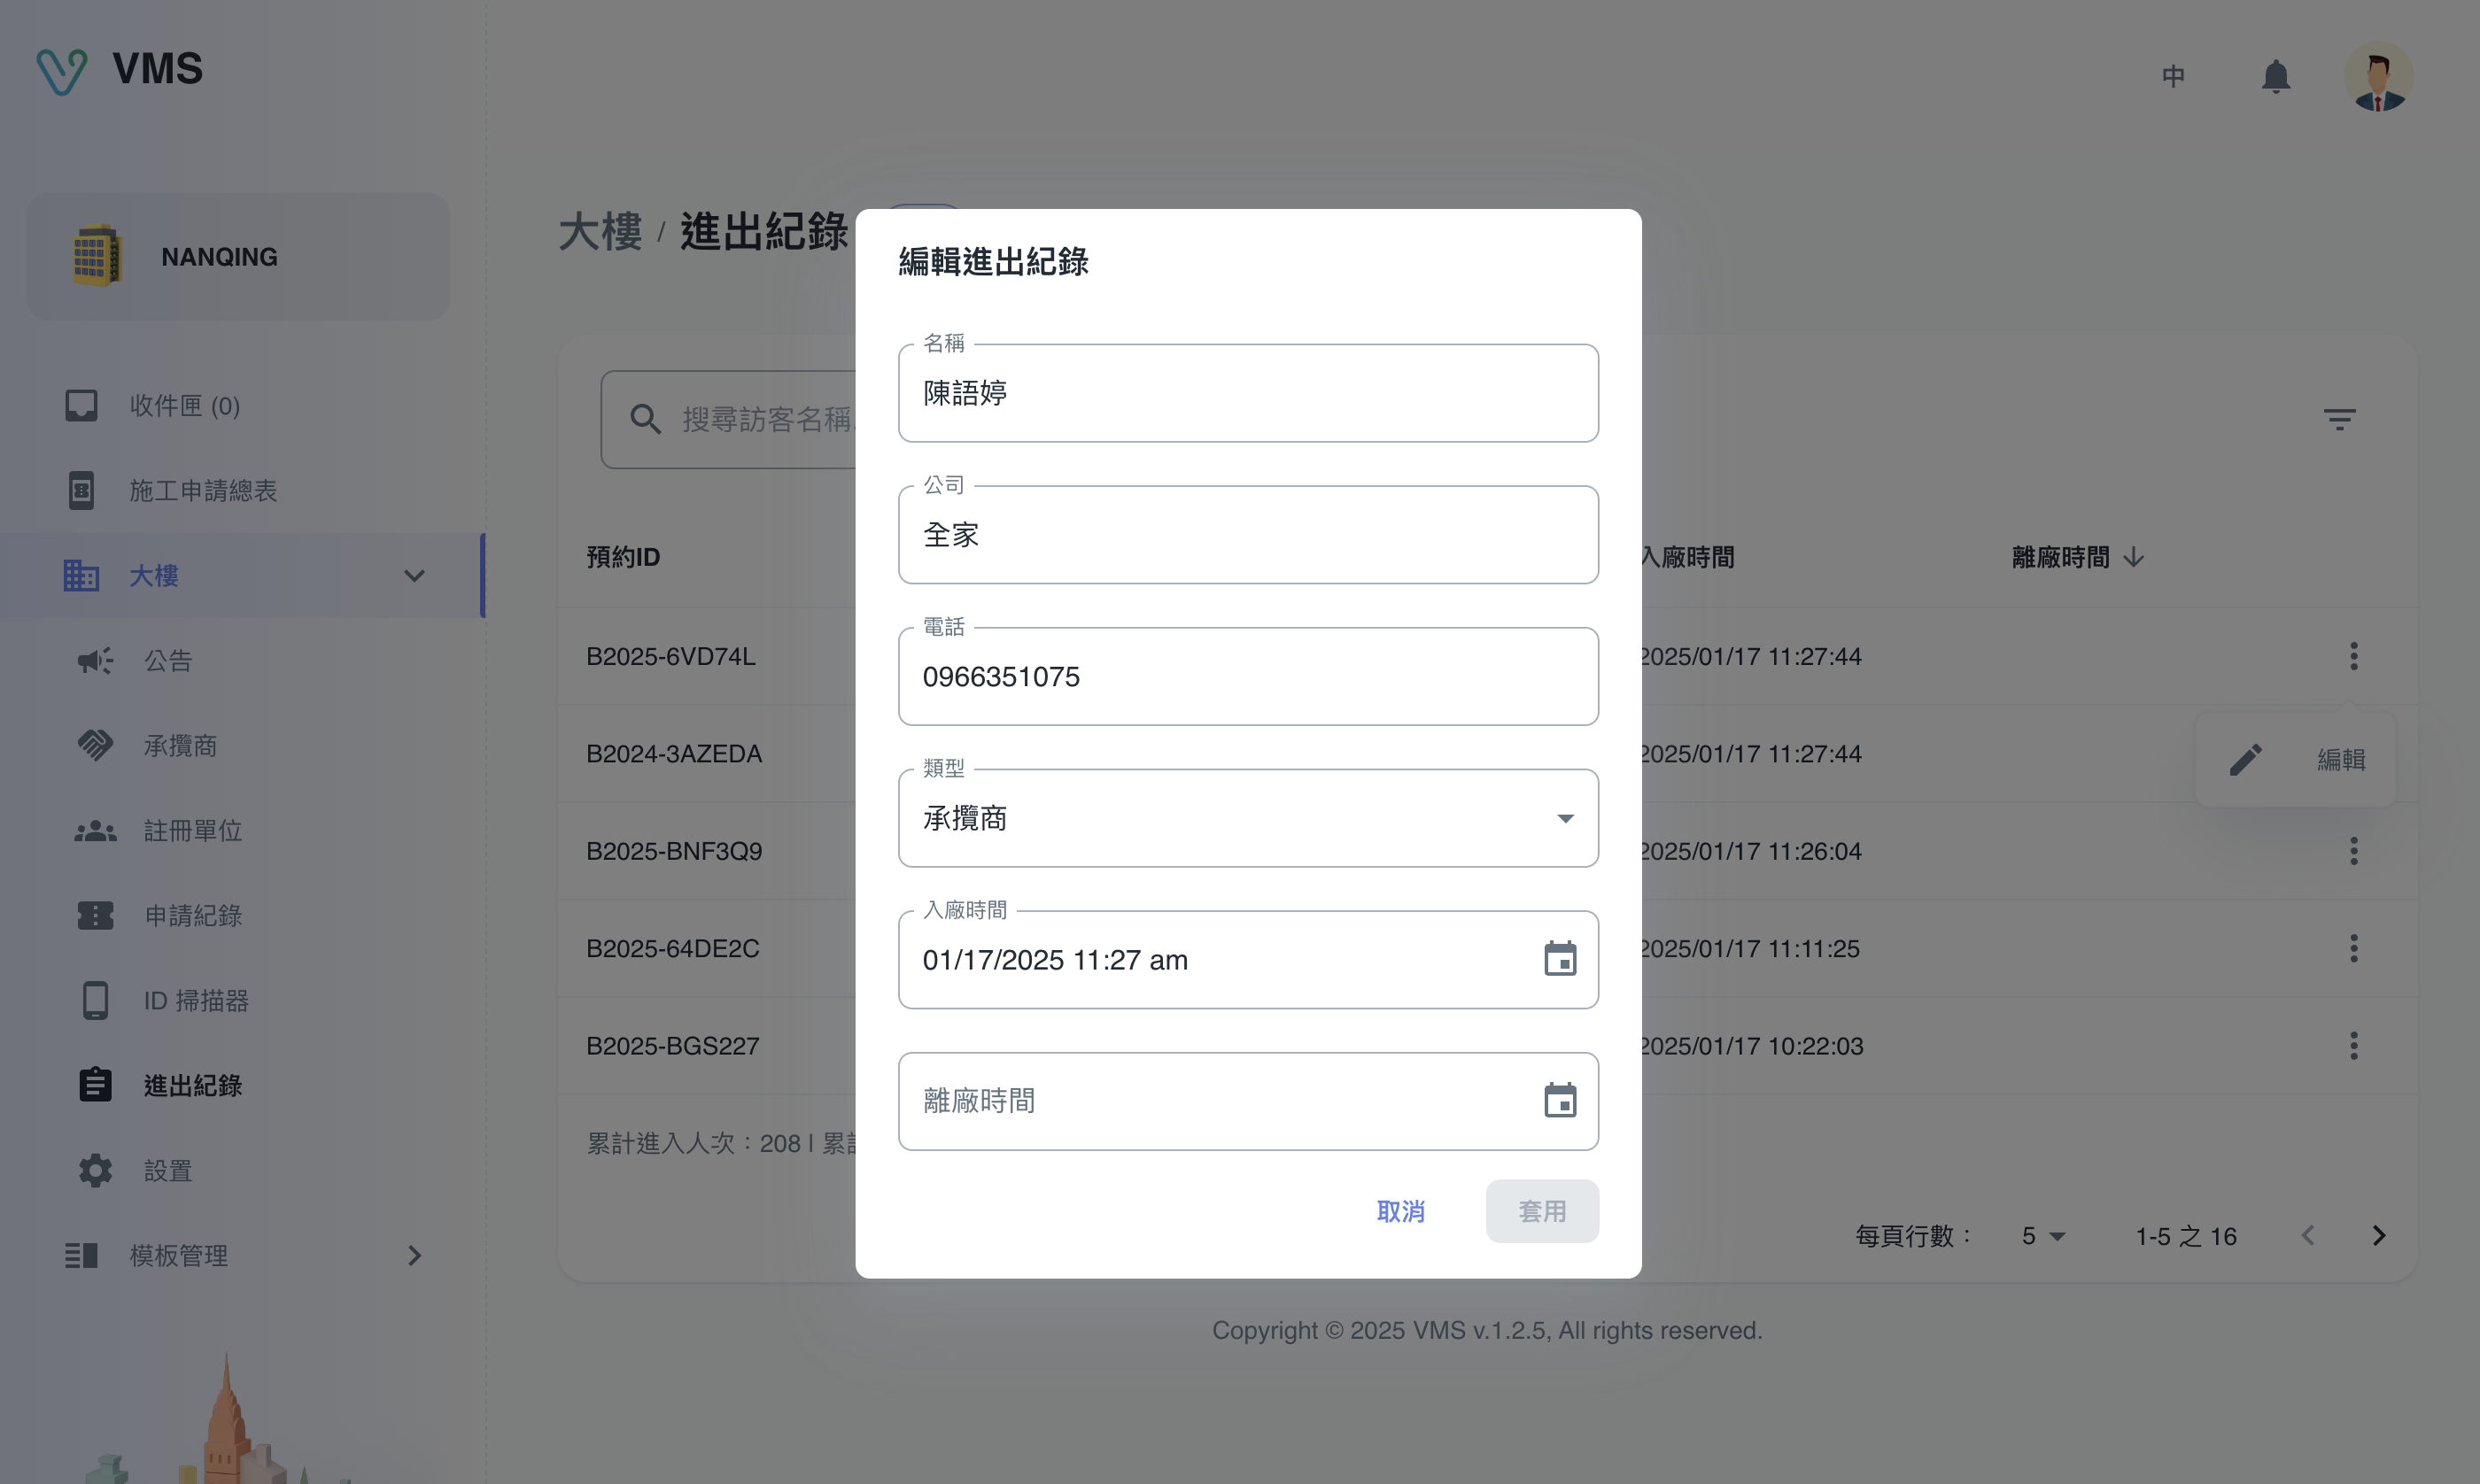 VMS
中
NANQING
收件匣 (0)
施工申請總表
大樓
公告
承攬商
註冊單位
申請紀錄
ID 掃描器
進出紀錄
設置
模板管理
大樓 / 進出紀錄
搜尋訪客名稱
預約ID
入廠時間
離廠時間
B2025-6VD74L
2025/01/17 11:27:44
B2024-3AZEDA
2025/01/17 11:27:44
編輯
B2025-BNF3Q9
2025/01/17 11:26:04
B2025-64DE2C
2025/01/17 11:11:25
B2025-BGS227
2025/01/17 10:22:03
累計進入人次：208 | 累
每頁行數：
5
1-5 之 16
編輯進出紀錄
名稱
陳語婷
公司
全家
電話
0966351075
類型
承攬商
入廠時間
01/17/2025 11:27 am
離廠時間
取消
套用
Copyright © 2025 VMS v.1.2.5, All rights reserved.